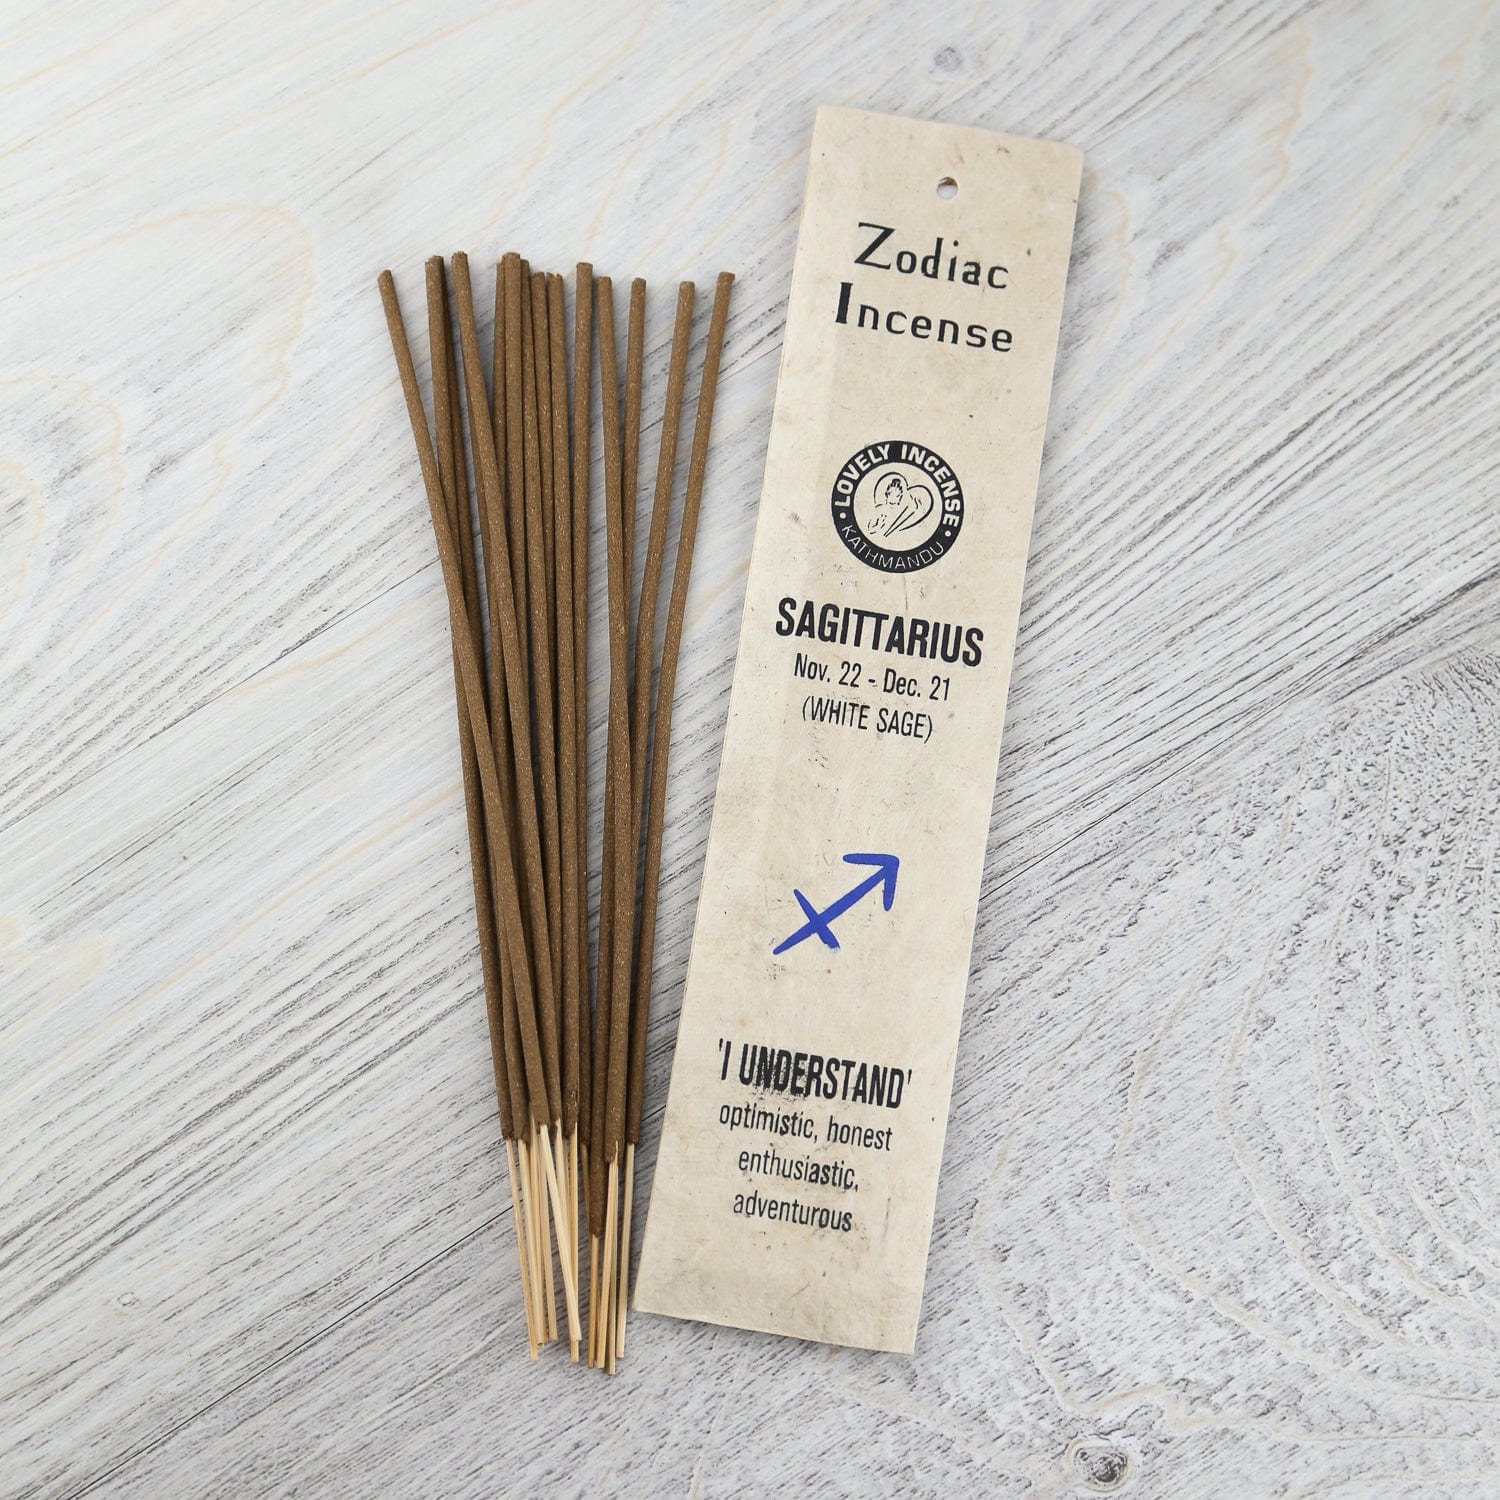 Zodiac
Incense
• LOVELY INCENSE •
KATHMANDU
SAGITTARIUS
Nov. 22 - Dec. 21
(WHITE SAGE)
'I UNDERSTAND'
optimistic, honest
enthusiastic,
adventurous